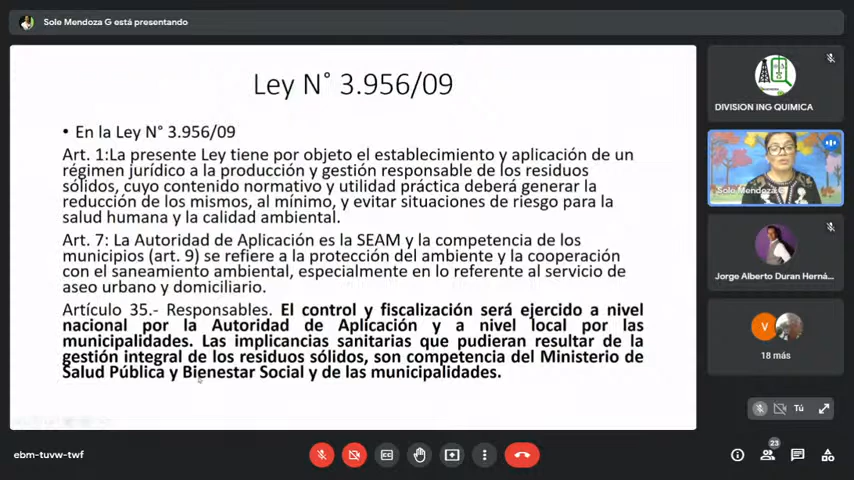 Sole Mendoza G está presentando
Ley N° 3.956/09
• En la Ley N° 3.956/09
Art. 1:La presente Ley tiene por objeto el establecimiento y aplicación de un
régimen jurídico a la producción y gestión responsable de los residuos
sólidos, cuyo contenido normativo y utilidad práctica deberá generar la
reducción de los mismos, al mínimo, y evitar situaciones de riesgo para la
salud humana y la calidad ambiental.
Art. 7: La Autoridad de Aplicación es la SEAM y la competencia de los
municipios (art. 9) se refiere a la protección del ambiente y la cooperación
con el saneamiento ambiental, especialmente en lo referente al servicio de
aseo urbano y domiciliario.
Artículo 35.- Responsables. El control y fiscalización será ejercido a nivel
nacional por la Autoridad de Aplicación y a nivel local por las
municipalidades. Las implicancias sanitarias que pudieran resultar de la
gestión integral de los residuos sólidos, son competencia del Ministerio de
Salud Pública y Bienestar Social y de las municipalidades.
DIVISION ING QUIMICA
Sole Mendoza G
Jorge Alberto Duran Herná...
V
18 más
Tú
ebm-tuvw-twf
23